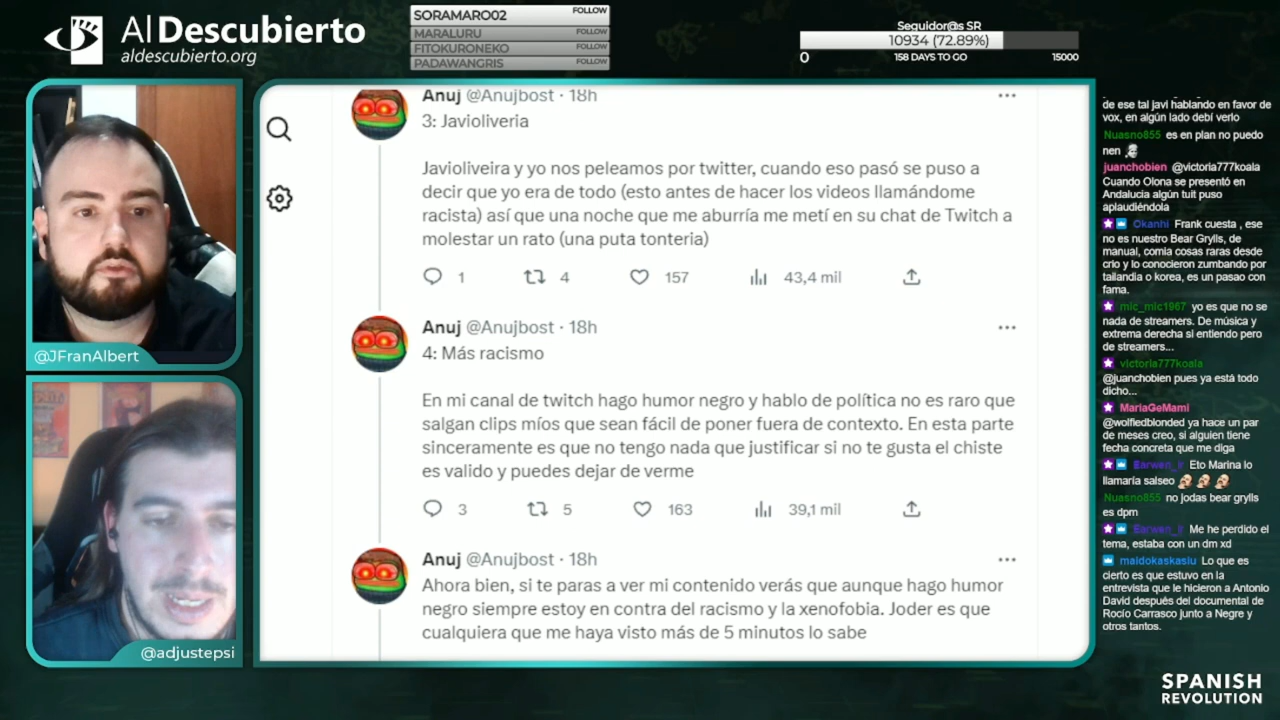 Al Descubierto
aldescubierto.org
SORAMARO02 FOLLOW
MARALURU FOLLOW
FITOKURONEKO FOLLOW
PADAWANGRIS FOLLOW
Seguidor@s SR
10934 (72.89%)
0 158 DAYS TO GO 15000
@JFranAlbert
@adjustepsi
Anuj @Anujbost · 18h
3: Javioliveria
Javioliveira y yo nos peleamos por twitter, cuando eso pasó se puso a
decir que yo era de todo (esto antes de hacer los videos llamándome
racista) así que una noche que me aburría me metí en su chat de Twitch a
molestar un rato (una puta tonteria)
1 4 157 43,4 mil
Anuj @Anujbost · 18h
4: Más racismo
En mi canal de twitch hago humor negro y hablo de política no es raro que
salgan clips míos que sean fácil de poner fuera de contexto. En esta parte
sinceramente es que no tengo nada que justificar si no te gusta el chiste
es valido y puedes dejar de verme
3 5 163 39,1 mil
Anuj @Anujbost · 18h
Ahora bien, si te paras a ver mi contenido verás que aunque hago humor
negro siempre estoy en contra del racismo y la xenofobia. Joder es que
cualquiera que me haya visto más de 5 minutos lo sabe
de ese tal javi hablando en favor de
vox, en algún lado debí verlo
Nuasno855 es en plan no puedo
nen
juanchobien @victoria777koala
Cuando Olona se presentó en
Andalucia algún tuit puso
aplaudiéndola
Okanhi Frank cuesta , ese
no es nuestro Bear Grylls, de
manual, comia cosas raras desde
crio y lo conocieron zumbando por
tailandia o korea, es un pasao con
fama.
mic_mic1967 yo es que no se
nada de streamers. De música y
extrema derecha si entiendo pero
de streamers...
victoria777koala
@juanchobien pues ya está todo
dicho...
MariaGeMami
@wolfiedblonded ya hace un par
de meses creo, si alguien tiene
fecha concreta que me diga
Earwen_ir Eto Marina lo
llamaría salseo
Nuasno855 no jodas bear grylls
es dpm
Earwen_ir Me he perdido el
tema, estaba con un dm xd
maldokaskasiu Lo que es
cierto es que estuvo en la
entrevista que le hicieron a Antonio
David después del documental de
Rocío Carrasco junto a Negre y
otros tantos.
SPANISH
REVOLUTION